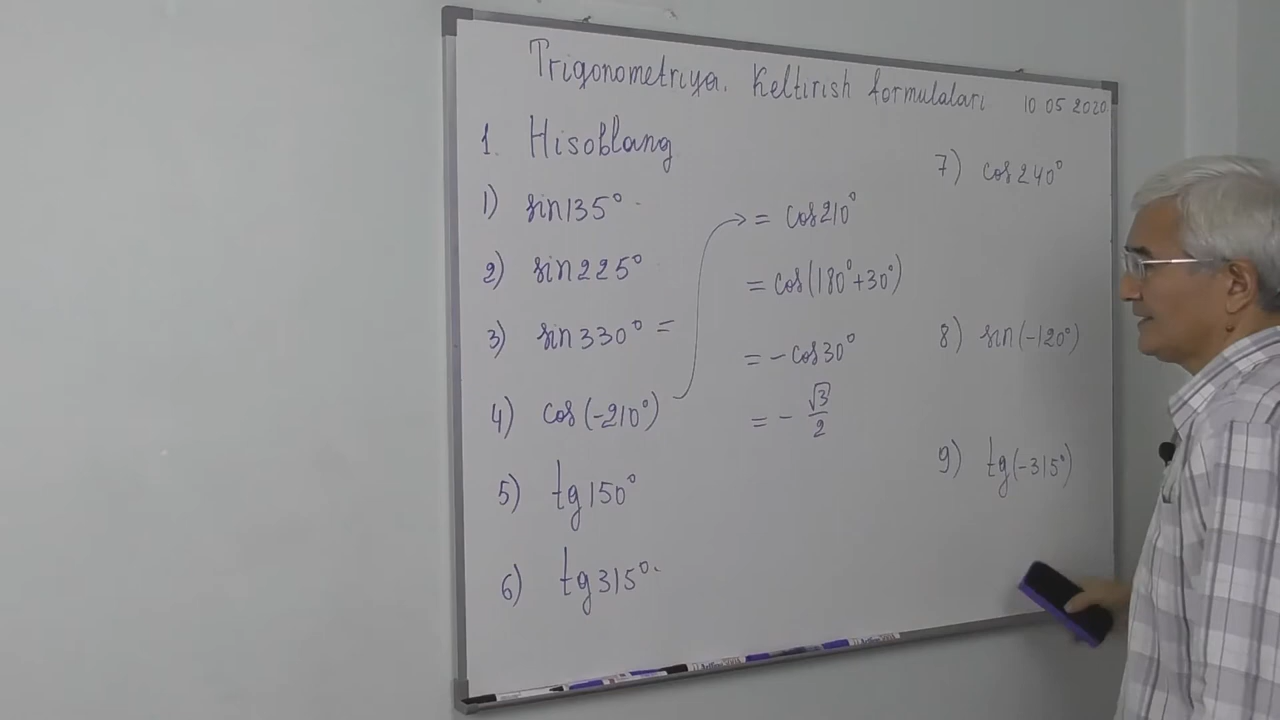 Trigonometriya. Keltirish formulalari 10 05 2020
1. Hisoblang
1) sin135°
2) sin225°
3) sin330° =
4) cos(-210°)
5) tg150°
6) tg315°.
= cos210°
= cos(180°+30°)
= -cos30°
= - √3/2
7) cos240°
8) sin(-120°)
9) tg(-315°)